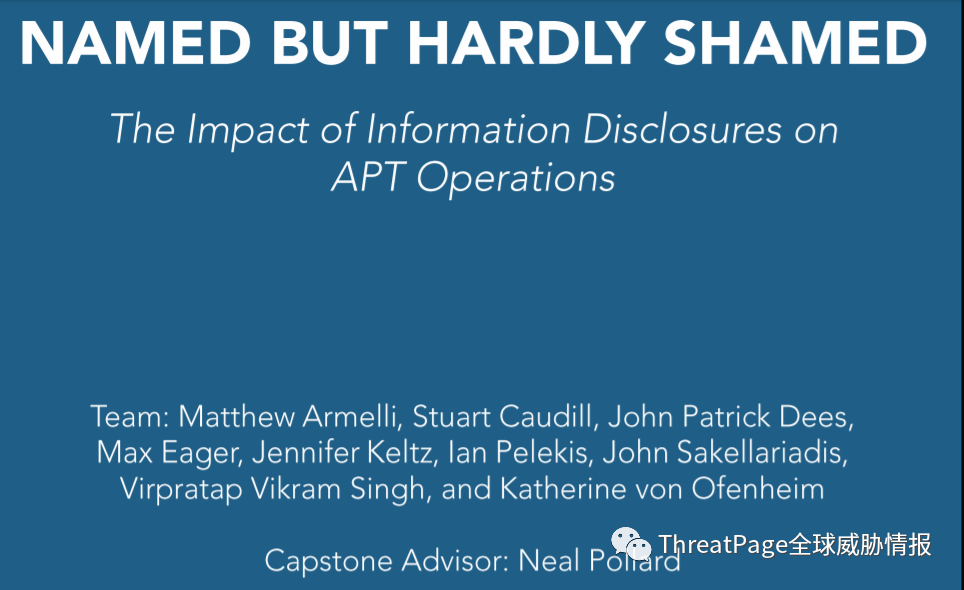 NAMED BUT HARDLY SHAMED
The Impact of Information Disclosures on
APT Operations
Team: Matthew Armelli, Stuart Caudill, John Patrick Dees,
Max Eager, Jennifer Keltz, Ian Pelekis, John Sakellariadis,
Virpratap Vikram Singh, and Katherine von Ofenheim
ThreatPage全球威胁情报
Capstone Advisor: Neal Pollard